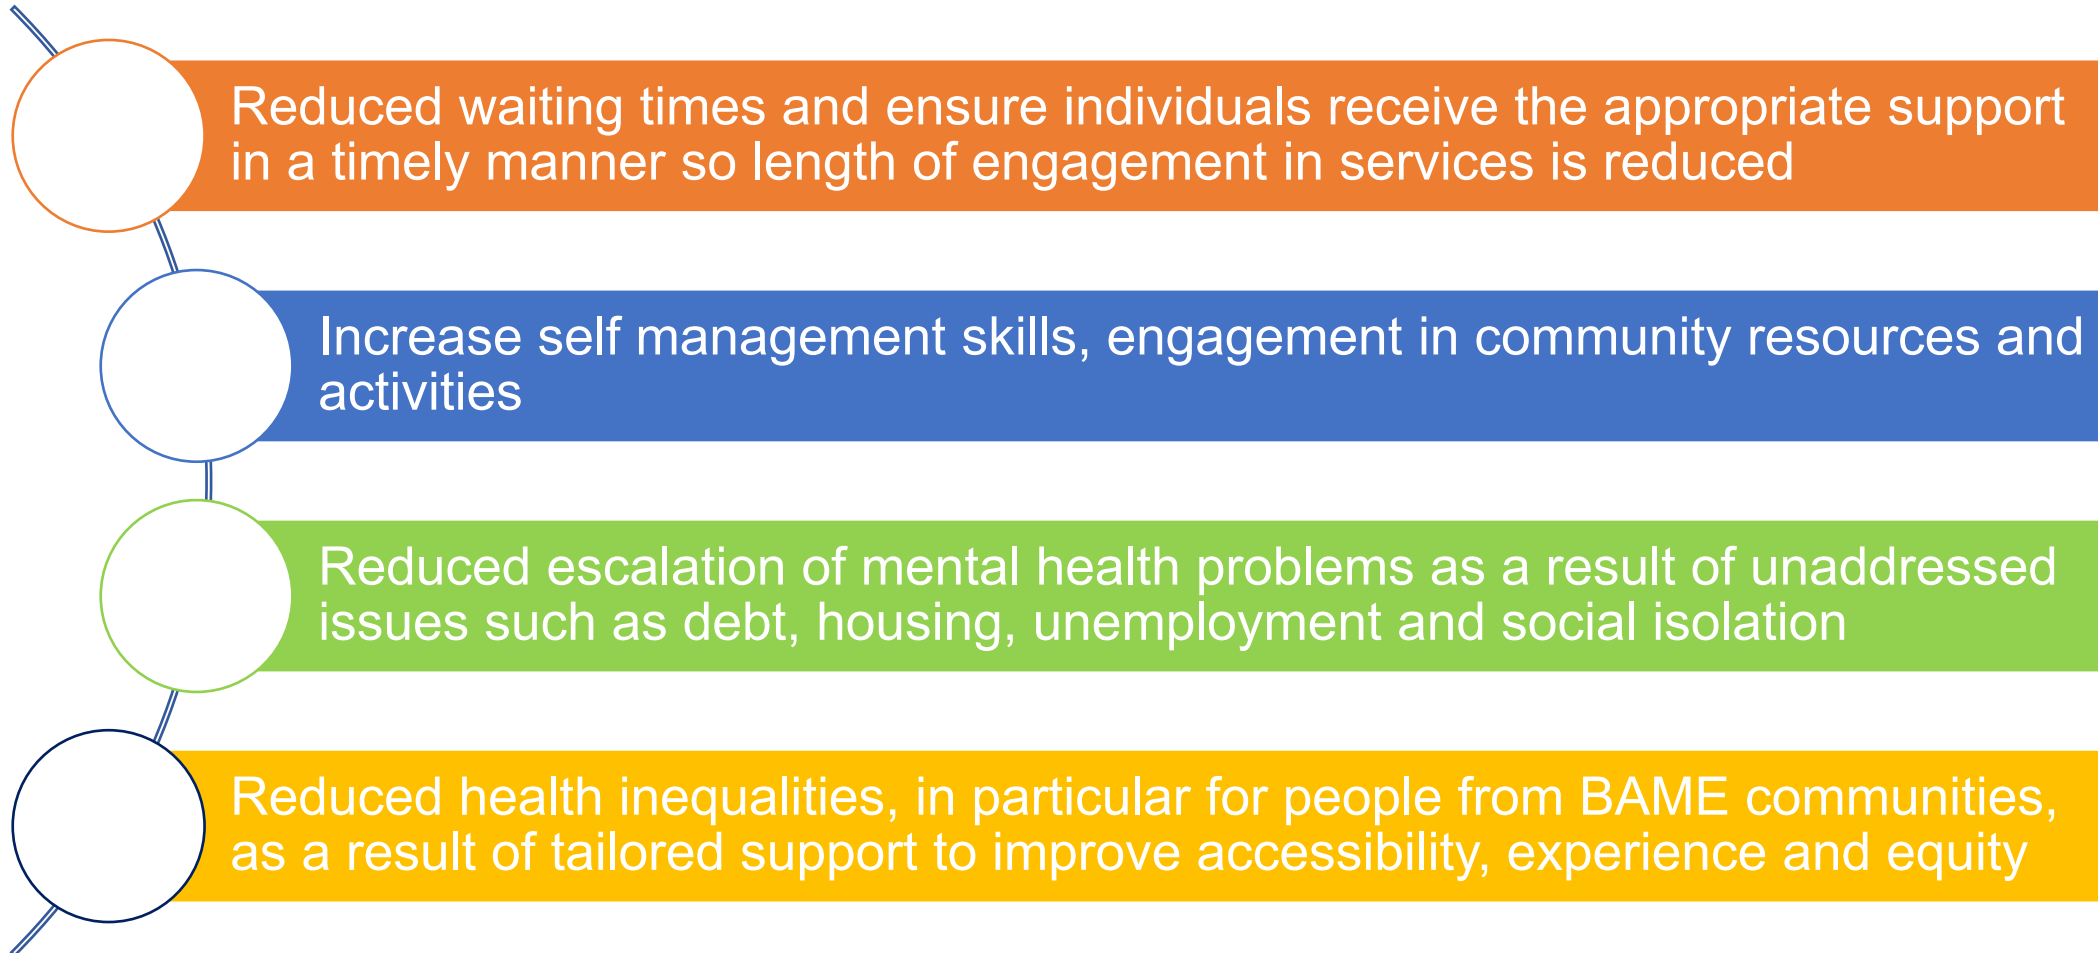 Reduced waiting times and ensure individuals receive the appropriate support
in a timely manner so length of engagement in services is reduced
Increase self management skills, engagement in community resources and
activities
Reduced escalation of mental health problems as a result of unaddressed
issues such as debt, housing, unemployment and social isolation
Reduced health inequalities, in particular for people from BAME communities,
as a result of tailored support to improve accessibility, experience and equity